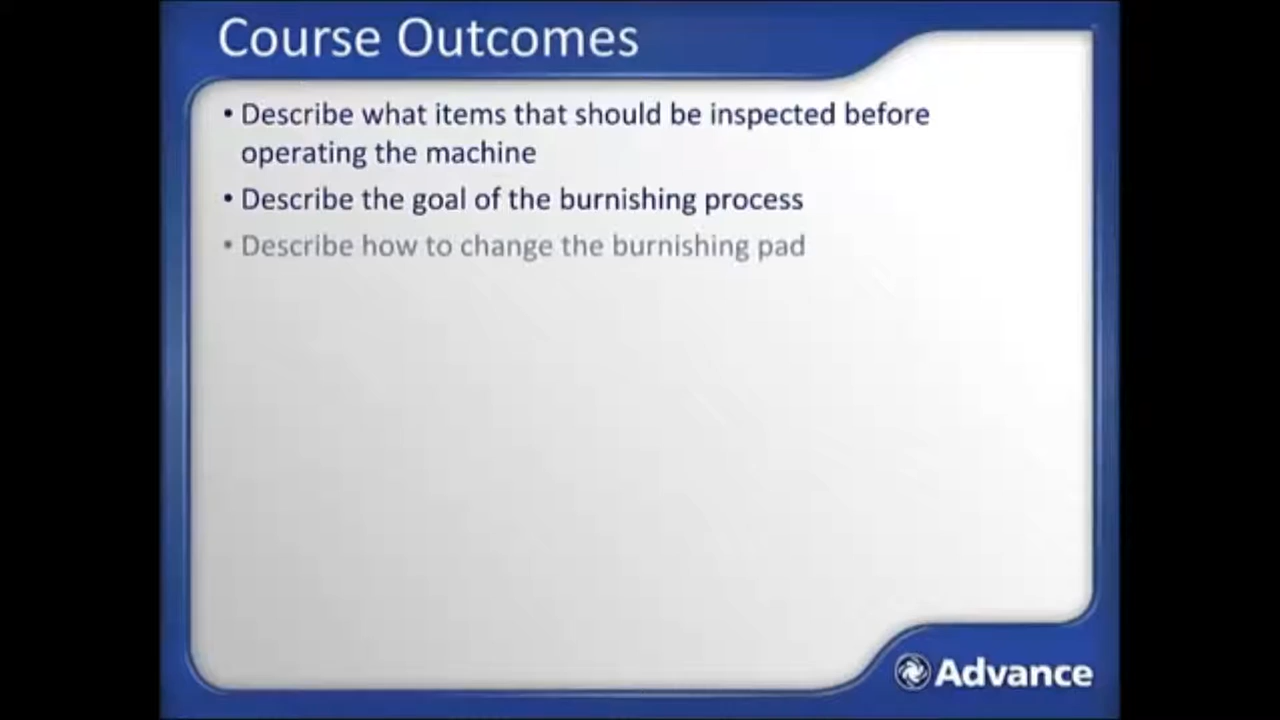 Course Outcomes
• Describe what items that should be inspected before
operating the machine
• Describe the goal of the burnishing process
• Describe how to change the burnishing pad
Advance